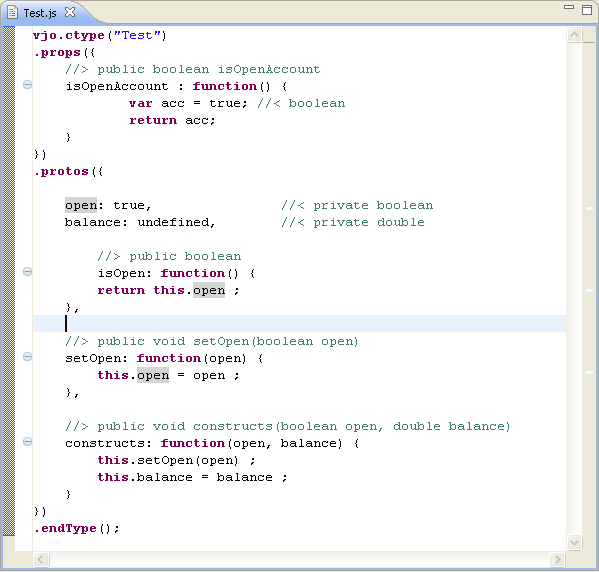 Test.js
vjo.ctype("Test")
.props({
    //> public boolean isOpenAccount
    isOpenAccount : function() {
            var acc = true; //< boolean
            return acc;
    }
})
.protos({
    open: true,                //< private boolean
    balance: undefined,        //< private double
        //> public boolean
        isOpen: function() {
        return this.open ;
    },
    //> public void setOpen(boolean open)
    setOpen: function(open) {
        this.open = open ;
    },
    //> public void constructs(boolean open, double balance)
    constructs: function(open, balance) {
        this.setOpen(open) ;
        this.balance = balance ;
    }
})
.endType();